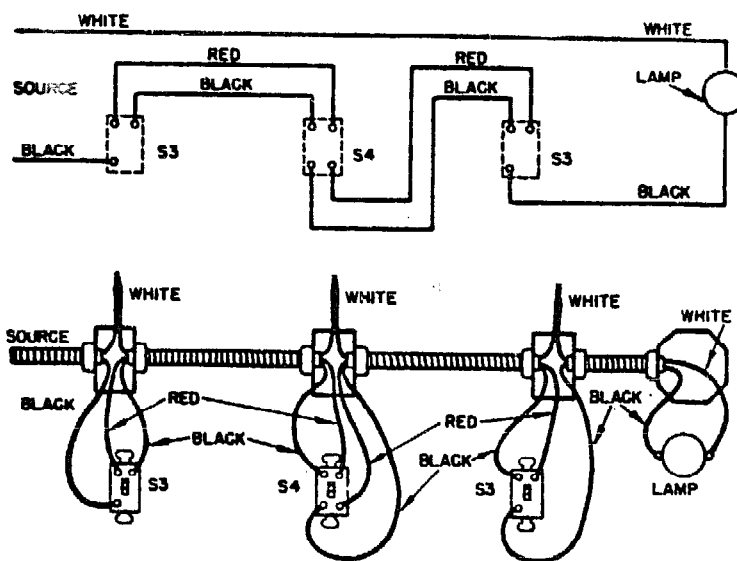 WHITE WHITE
RED RED
BLACK BLACK LAMP
SOURCE
BLACK S3 S4 S3
BLACK
WHITE WHITE WHITE WHITE
SOURCE
BLACK RED BLACK
BLACK RED
BLACK
S3 S4 S3 LAMP